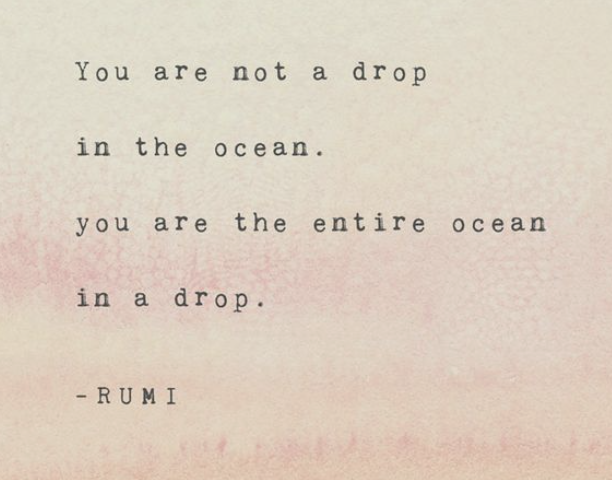 You are not a drop
in the ocean.
you are the entire ocean
in a drop.
-RUMI